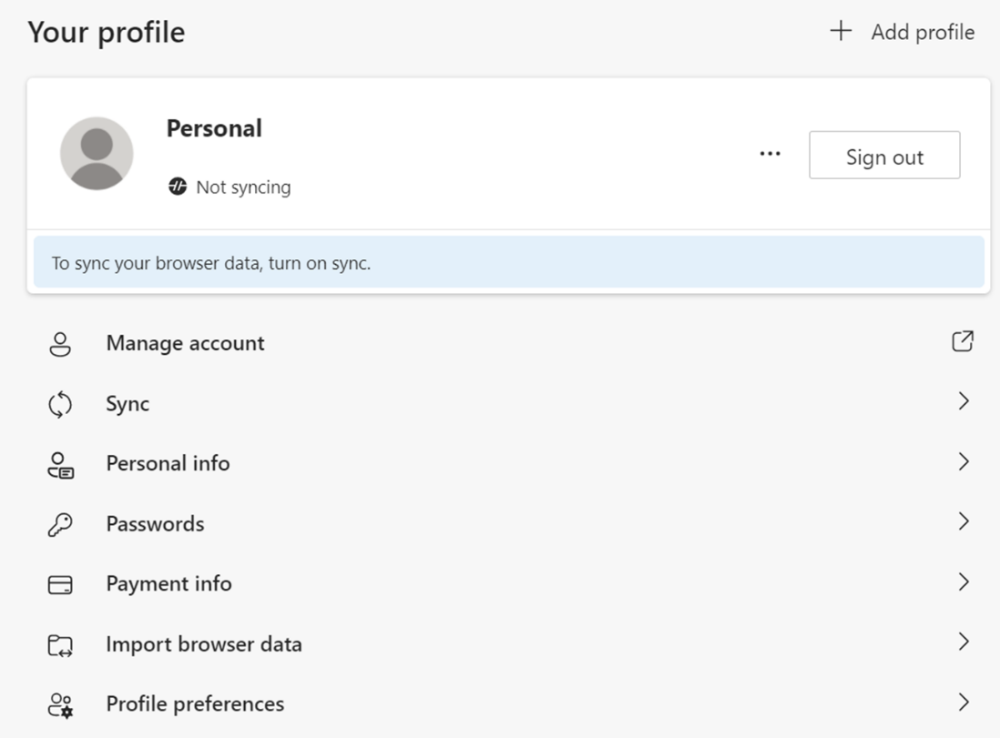 Your profile
+ Add profile
Personal
... Sign out
Not syncing
To sync your browser data, turn on sync.
Manage account
Sync
Personal info
Passwords
Payment info
Import browser data
Profile preferences